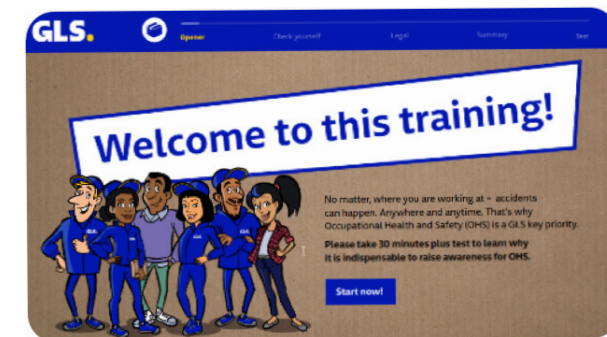 GLS.
Opener
Check yourself
Legal
Summary
Test
Welcome to this training!
No matter, where you are working at – accidents
can happen. Anywhere and anytime. That's why
Occupational Health and Safety (OHS) is a GLS key priority.
Please take 30 minutes plus test to learn why
it is indispensable to raise awareness for OHS.
Start now!